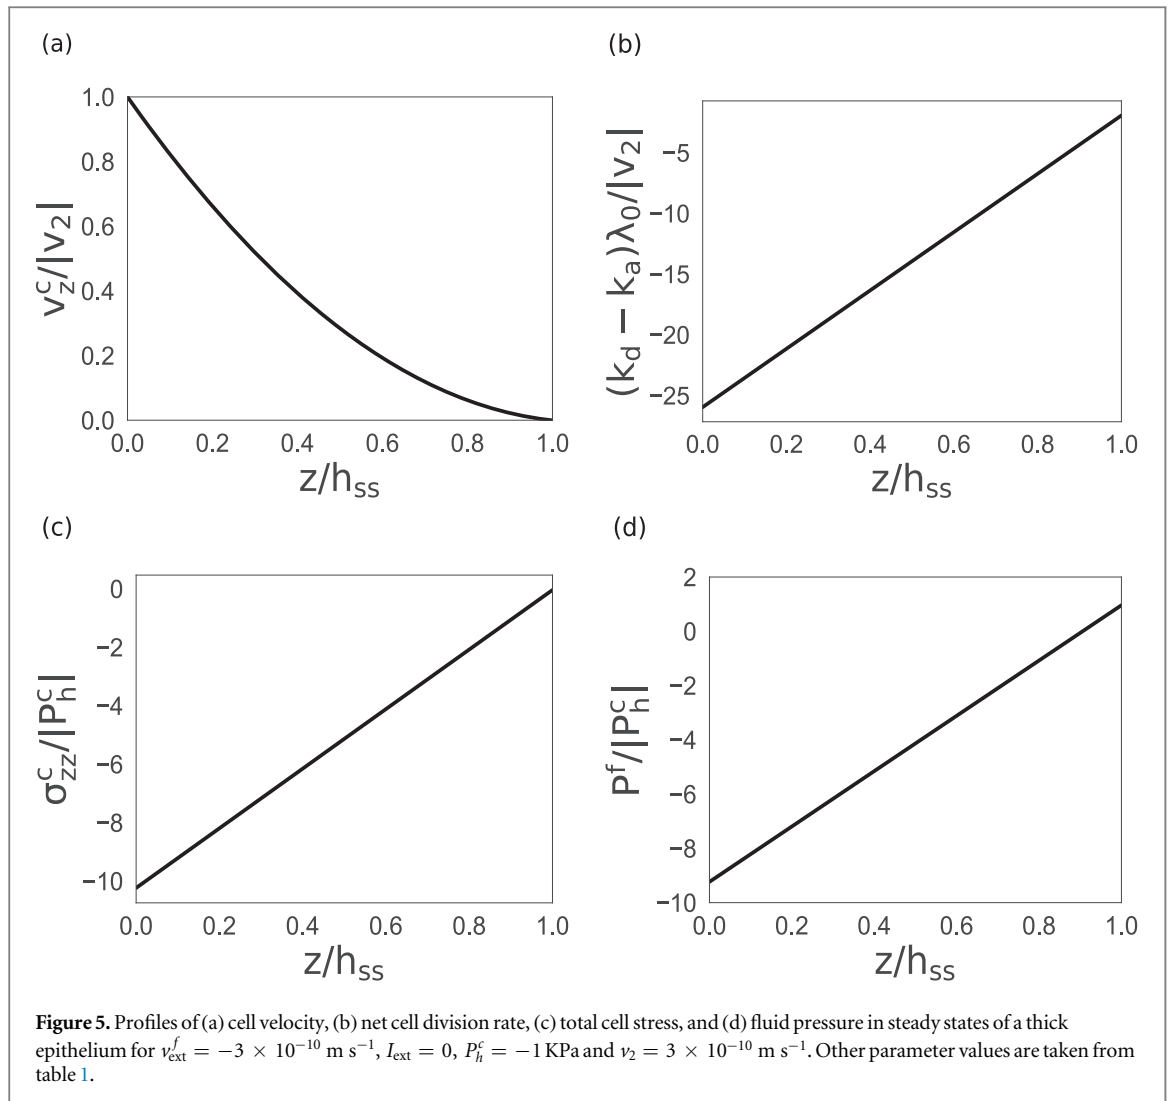 (a)
1.0
0.8
0.6
0.4
0.2
0.0
v_z^c/|v_2|
0.0 0.2 0.4 0.6 0.8 1.0
z/h_ss
(b)
−5
−10
−15
−20
−25
(k_d − k_a)λ_0/|v_2|
0.0 0.2 0.4 0.6 0.8 1.0
z/h_ss
(c)
0
−2
−4
−6
−8
−10
σ_zz^c/|P_h^c|
0.0 0.2 0.4 0.6 0.8 1.0
z/h_ss
(d)
2
0
−2
−4
−6
−8
−10
P^f/|P_h^c|
0.0 0.2 0.4 0.6 0.8 1.0
z/h_ss
Figure 5. Profiles of (a) cell velocity, (b) net cell division rate, (c) total cell stress, and (d) fluid pressure in steady states of a thick
epithelium for v_ext^f = −3 × 10^−10 m s^−1, I_ext = 0, P_h^c = −1 KPa and v_2 = 3 × 10^−10 m s^−1. Other parameter values are taken from
table 1.